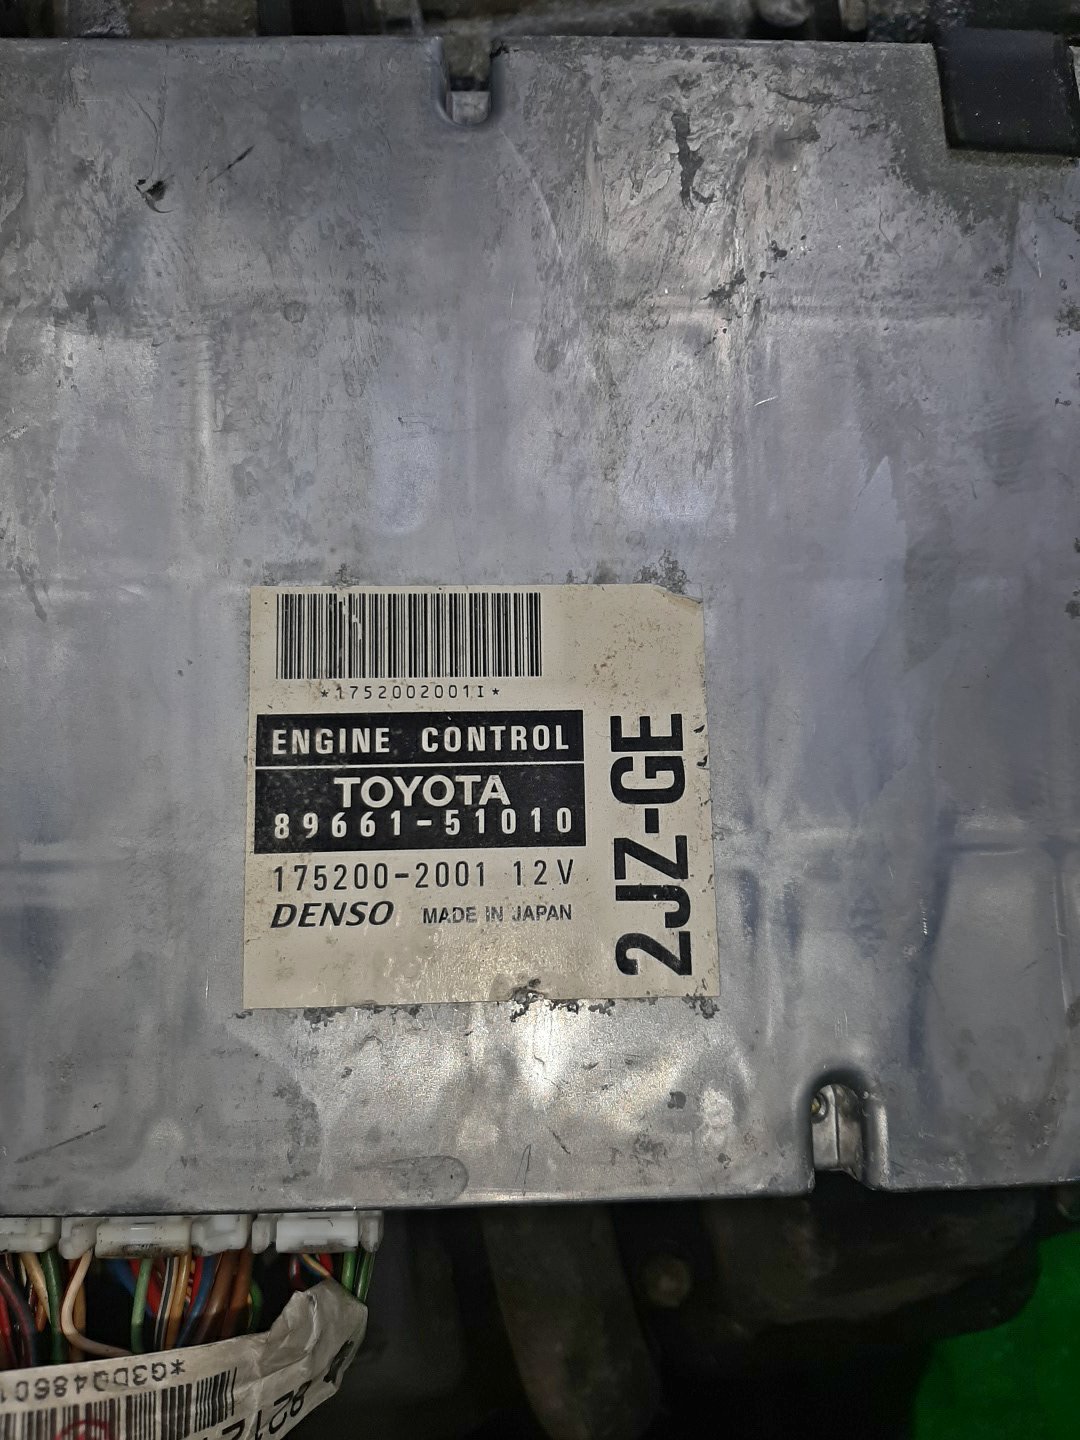 *1752002001I*
ENGINE CONTROL
TOYOTA
89661-51010
175200-2001 12V
DENSO MADE IN JAPAN
2JZ-GE